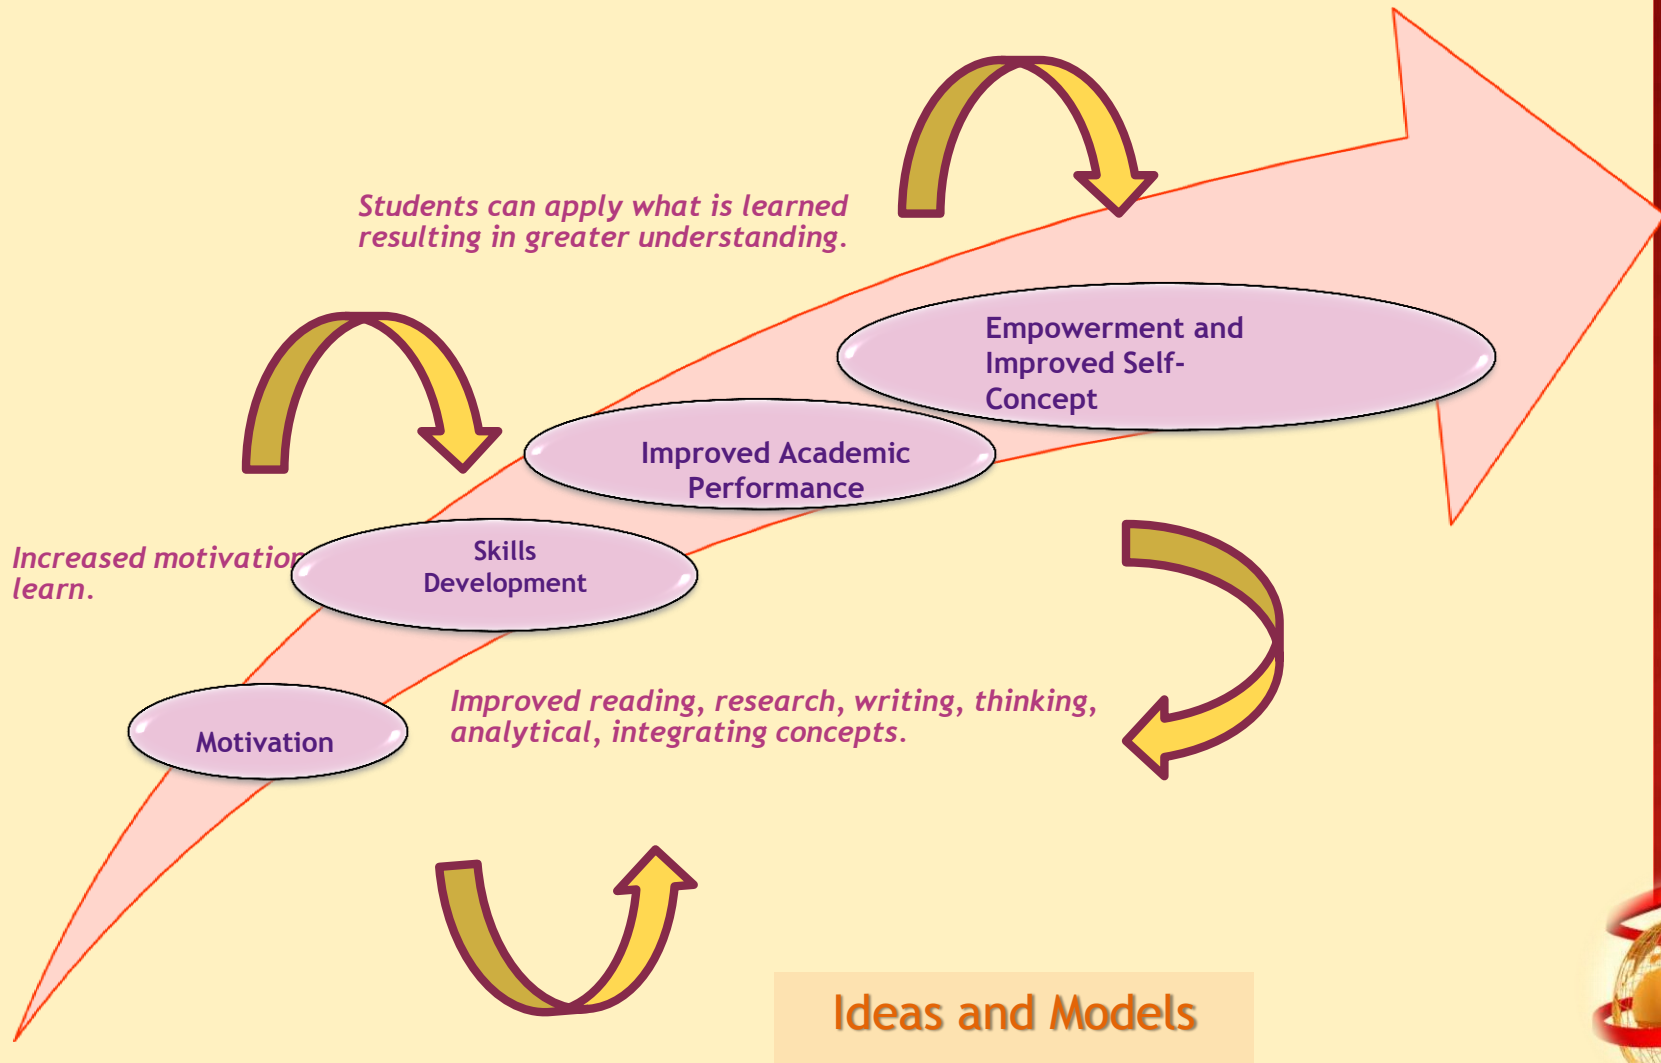 Students can apply what is learned
resulting in greater understanding.
Empowerment and
Improved Self-
Concept
Improved Academic
Performance
Skills
Development
Increased motivation
learn.
Improved reading, research, writing, thinking,
analytical, integrating concepts.
Motivation
Ideas and Models